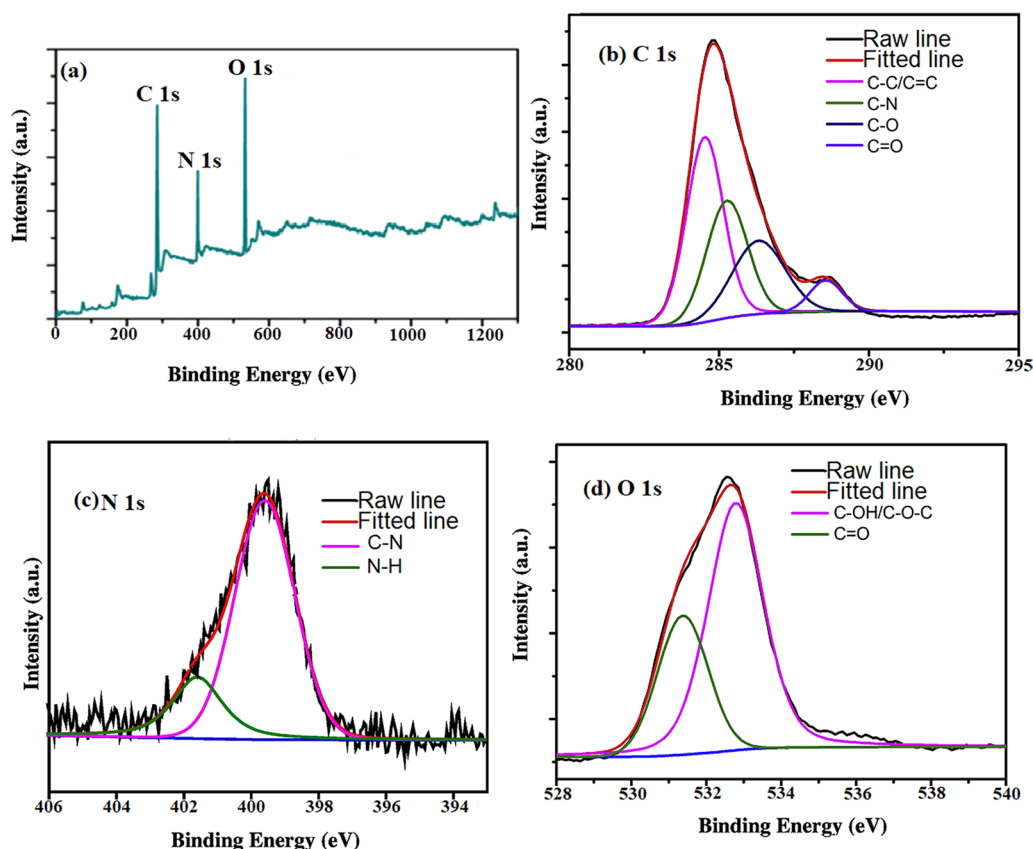 (a)
O 1s
C 1s
N 1s
Intensity (a.u.)
0 200 400 600 800 1000 1200
Binding Energy (eV)
(b) C 1s
Raw line
Fitted line
C-C/C=C
C-N
C-O
C=O
Intensity (a.u.)
280 285 290 295
Binding Energy (eV)
(c) N 1s
Raw line
Fitted line
C-N
N-H
Intensity (a.u.)
406 404 402 400 398 396 394
Binding Energy (eV)
(d) O 1s
Raw line
Fitted line
C-OH/C-O-C
C=O
Intensity (a.u.)
528 530 532 534 536 538 540
Binding Energy (eV)